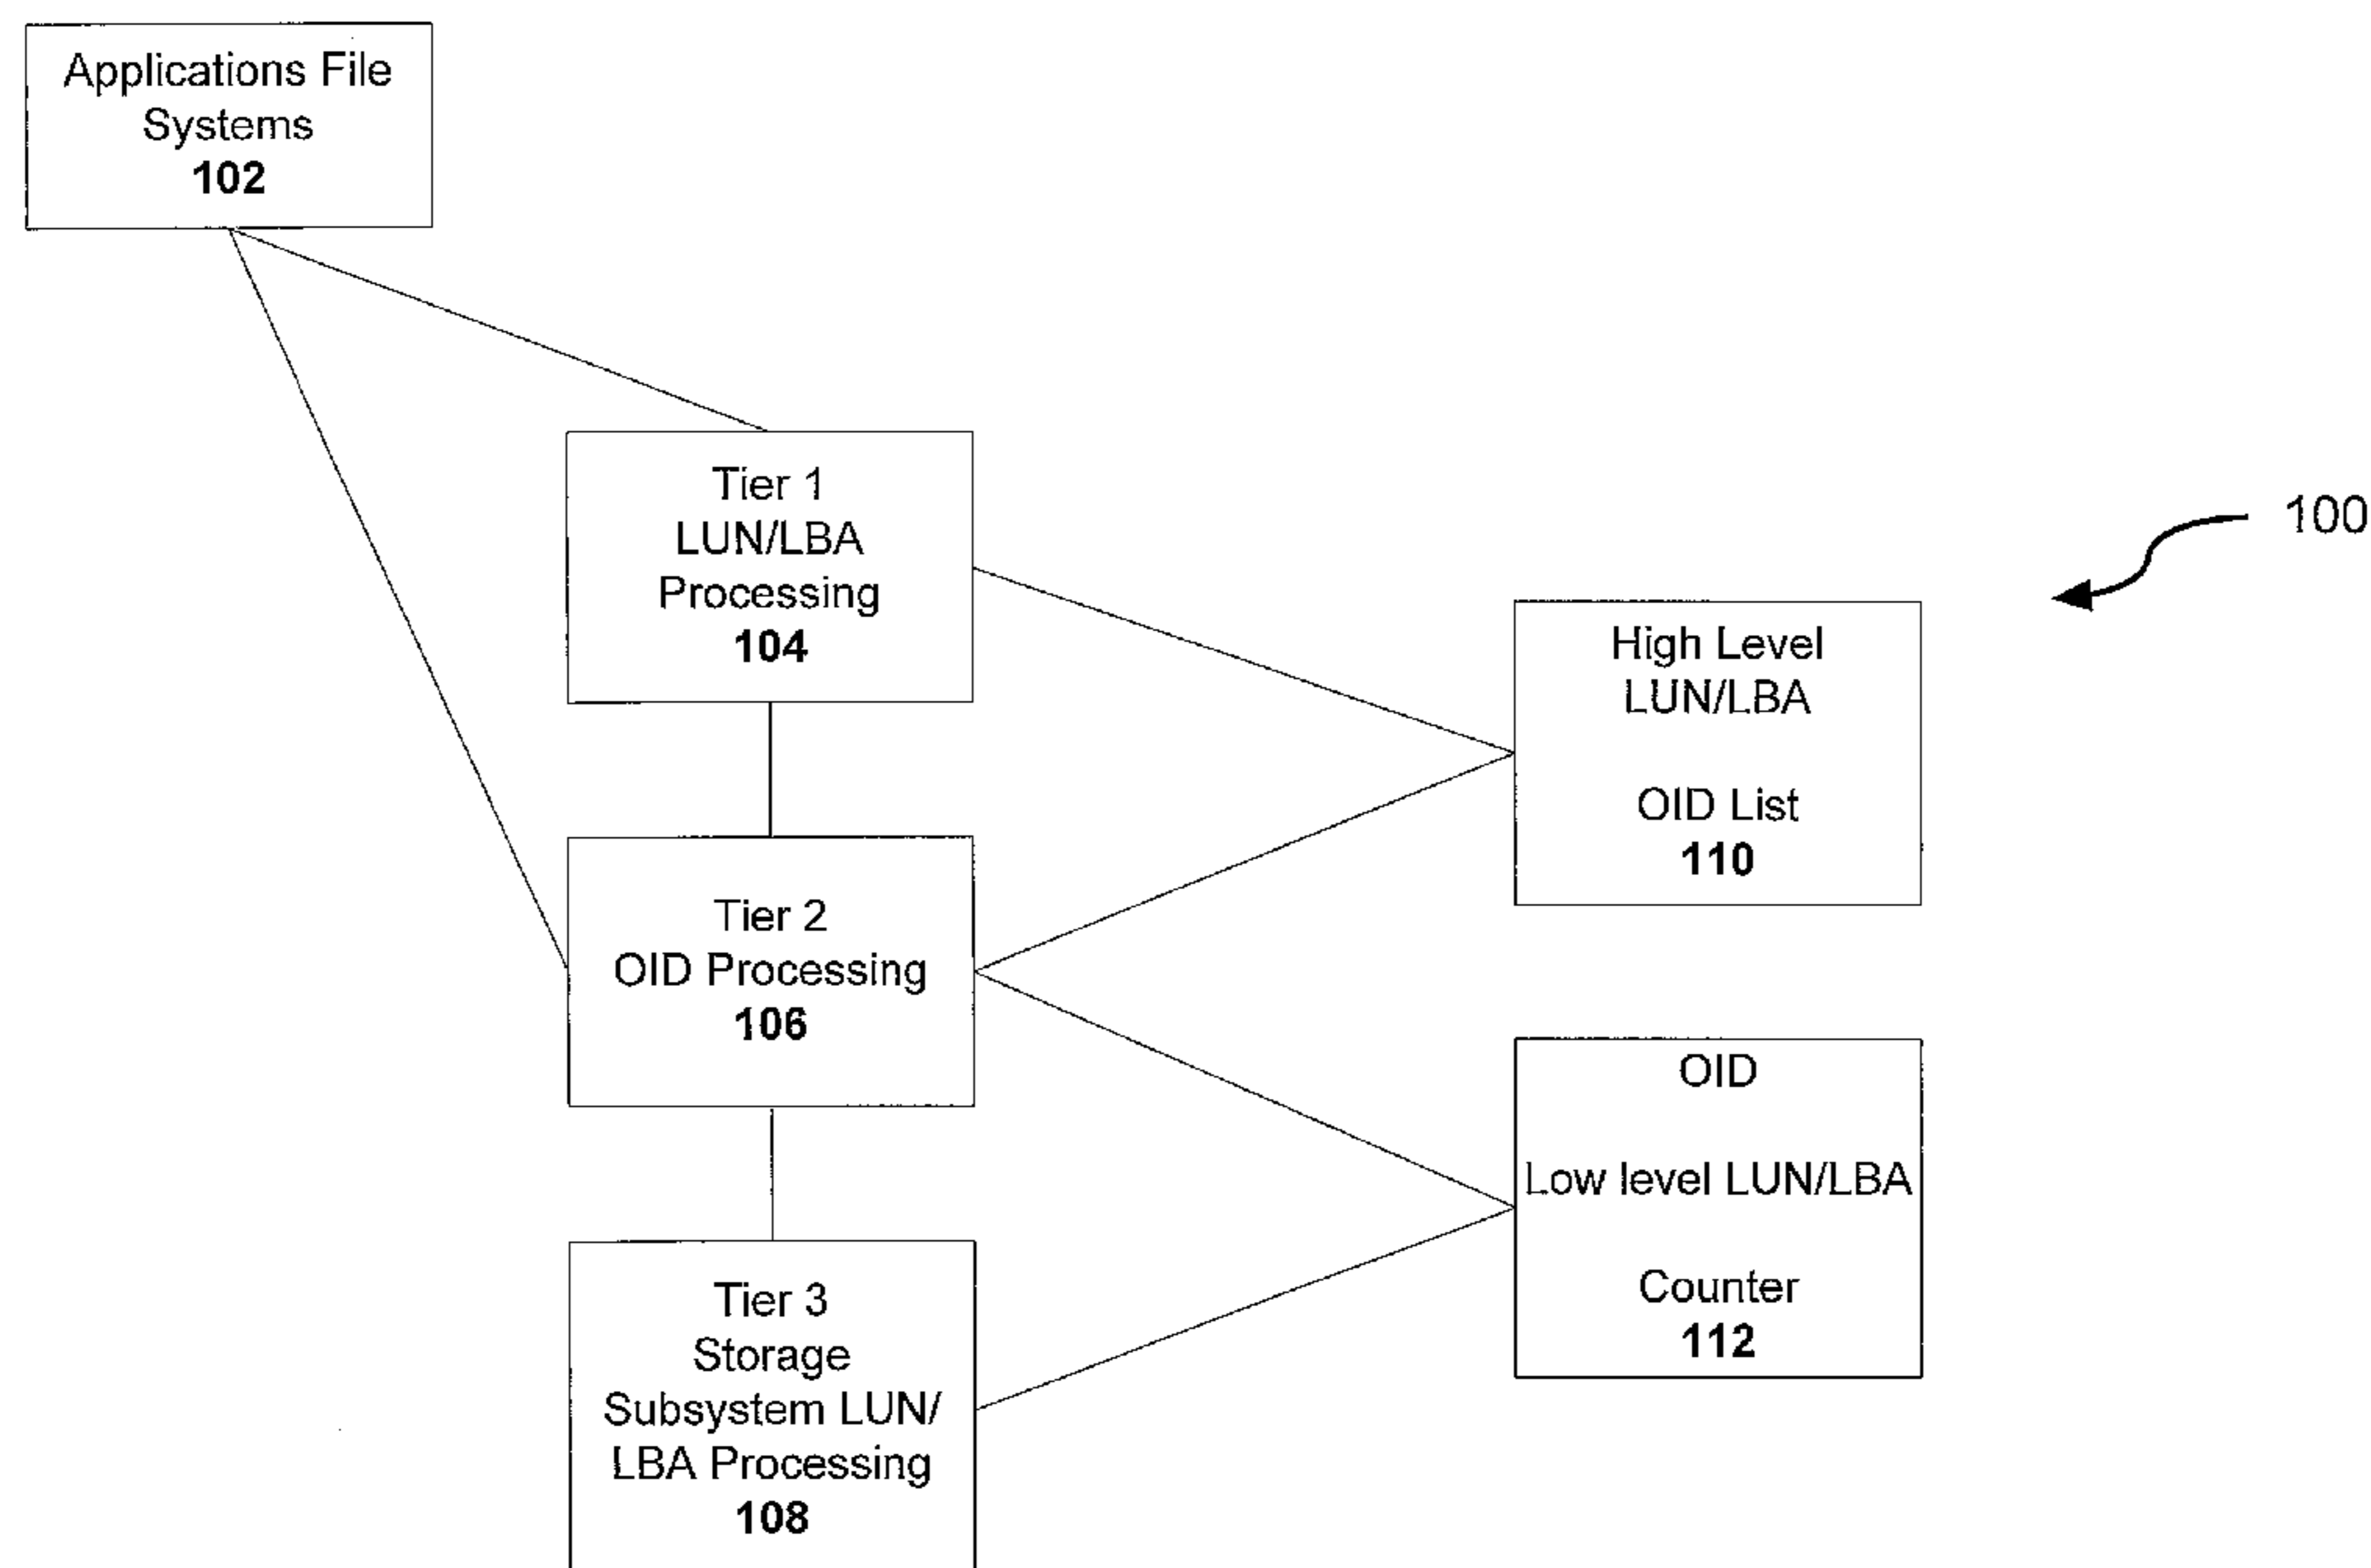 Applications File
Systems
102
Tier 1
LUN/LBA
Processing
104
100
High Level
LUN/LBA
OID List
110
Tier 2
OID Processing
106
OID
Low level LUN/LBA
Counter
112
Tier 3
Storage
Subsystem LUN/
LBA Processing
108